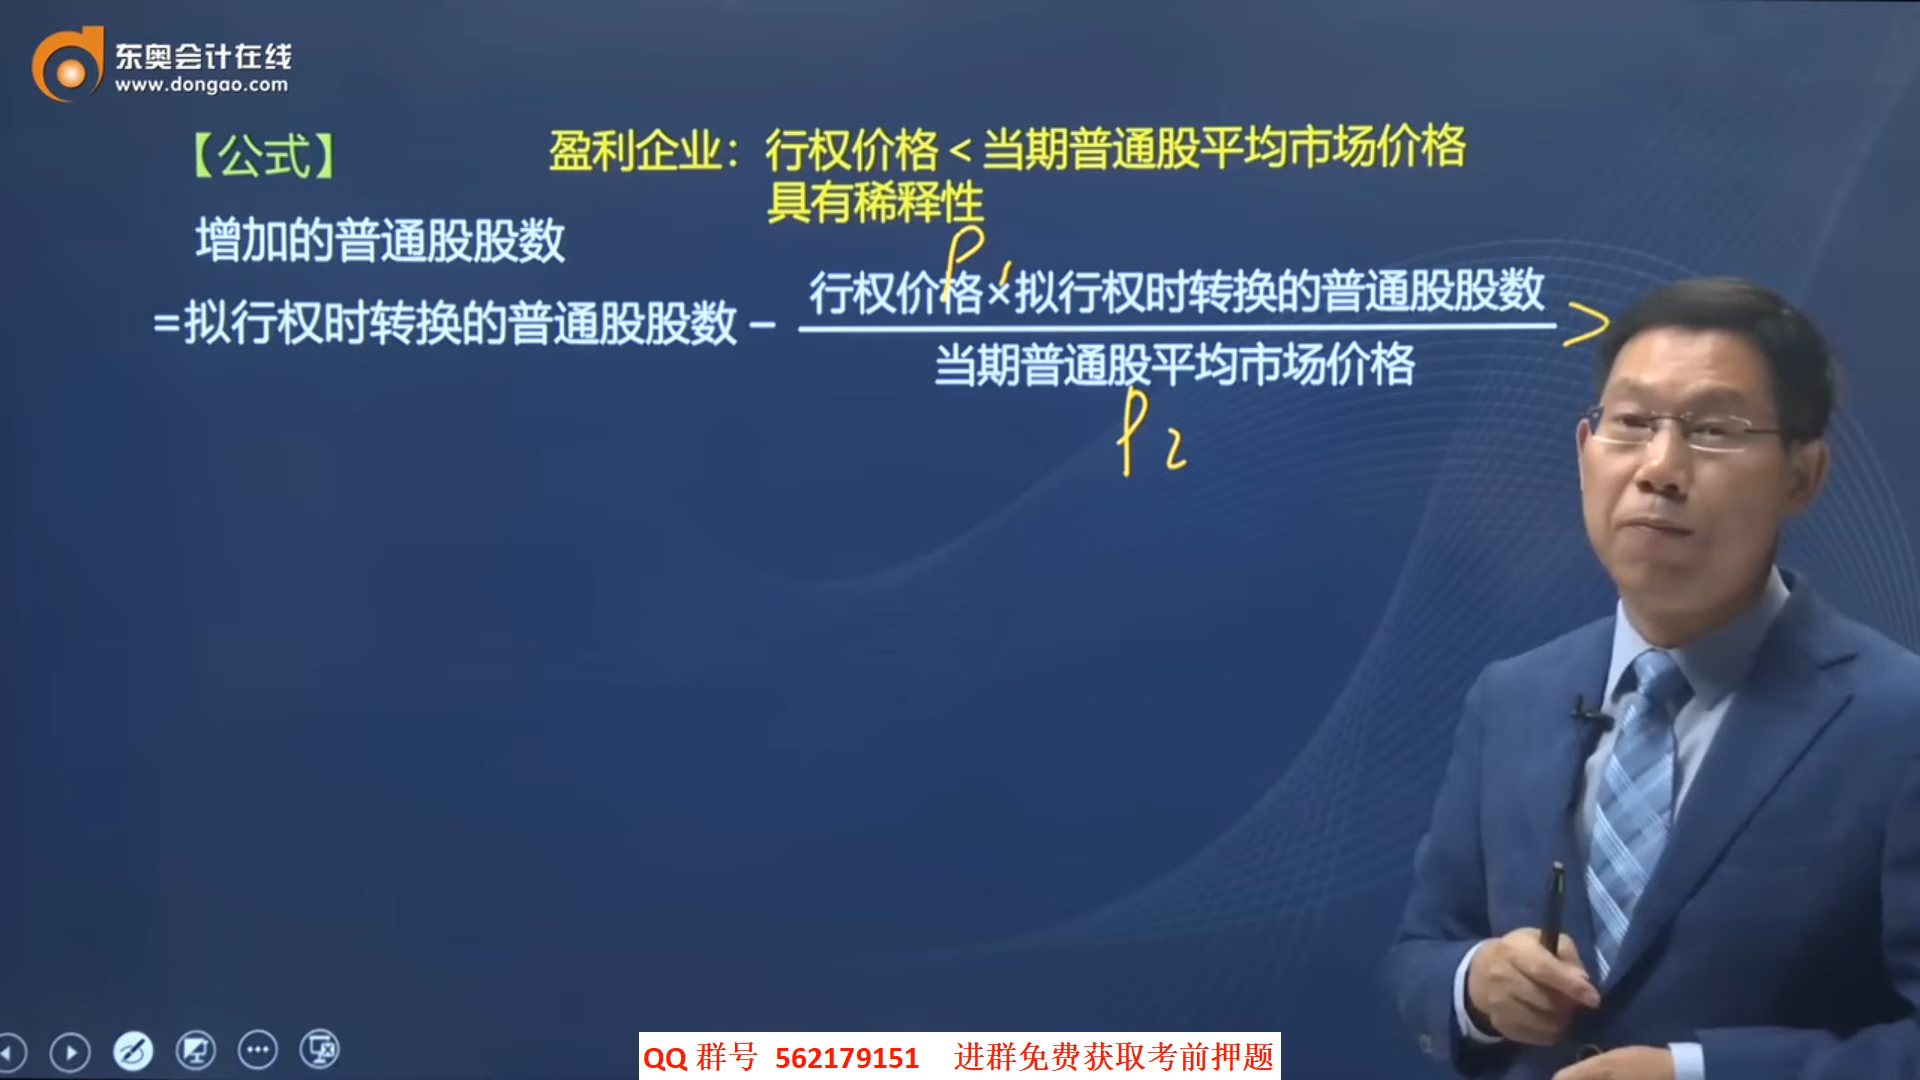 东奥会计在线
www.dongao.com
【公式】
盈利企业：行权价格 < 当期普通股平均市场价格
具有稀释性
增加的普通股股数
P1
=拟行权时转换的普通股股数 − 行权价格×拟行权时转换的普通股股数 >
当期普通股平均市场价格
P2
QQ 群号 562179151 进群免费获取考前押题